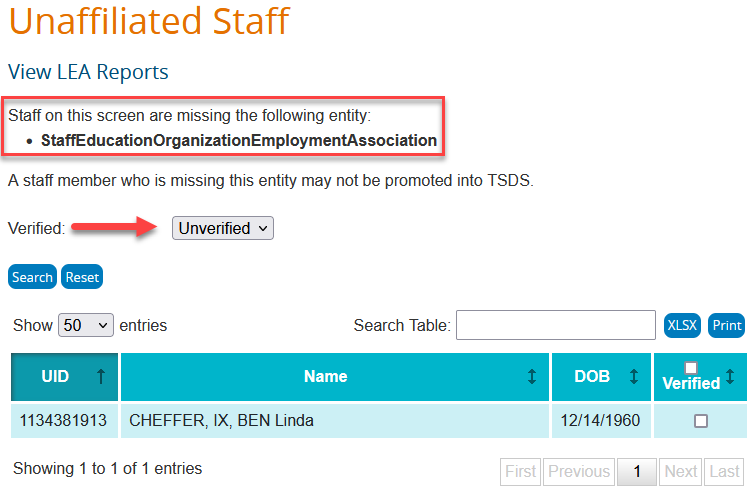 Unaffiliated Staff
View LEA Reports
Staff on this screen are missing the following entity:
• StaffEducationOrganizationEmploymentAssociation
A staff member who is missing this entity may not be promoted into TSDS.
Verified: Unverified
Search Reset
Show 50 entries Search Table: XLSX Print
UID Name DOB Verified
1134381913 CHEFFER, IX, BEN Linda 12/14/1960
Showing 1 to 1 of 1 entries First Previous 1 Next Last